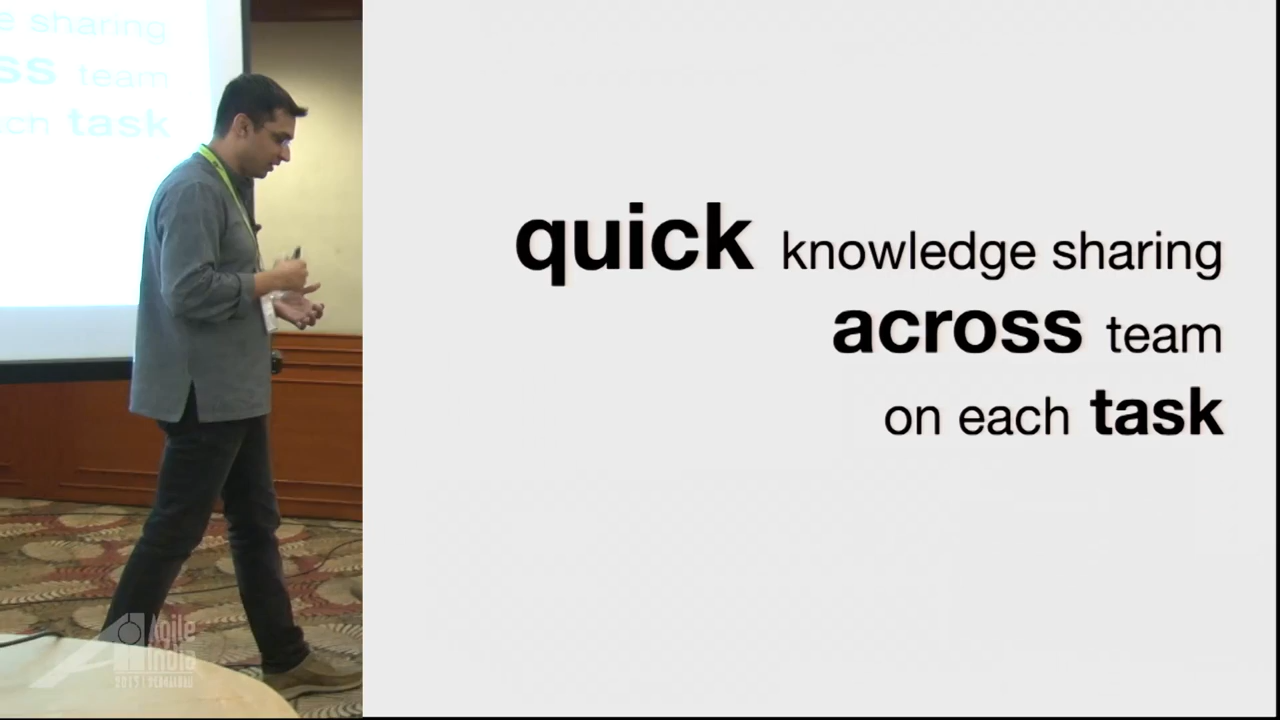 e sharing
ss team
ch task
quick knowledge sharing
across team
on each task
Agile
India